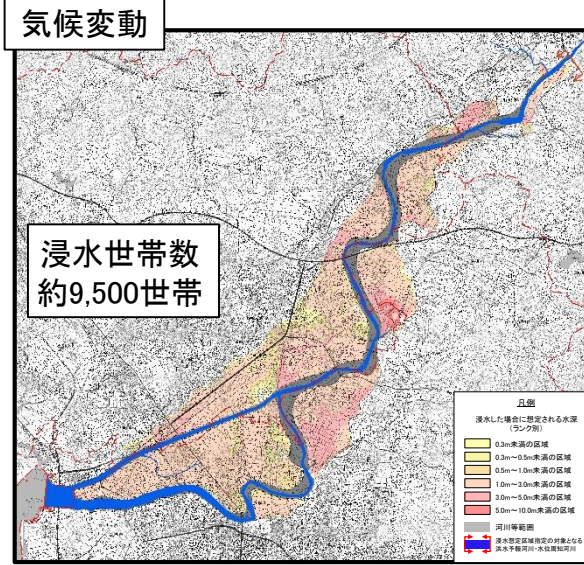 気候変動
浸水世帯数
約9,500世帯
凡例
浸水した場合に想定される水深
(ランク別)
0.3m未満の区域
0.3m～0.5m未満の区域
0.5m～1.0m未満の区域
1.0m～3.0m未満の区域
3.0m～5.0m未満の区域
5.0m～10.0m未満の区域
河川等範囲
浸水想定区域指定の対象となる
洪水予報河川・水位周知河川